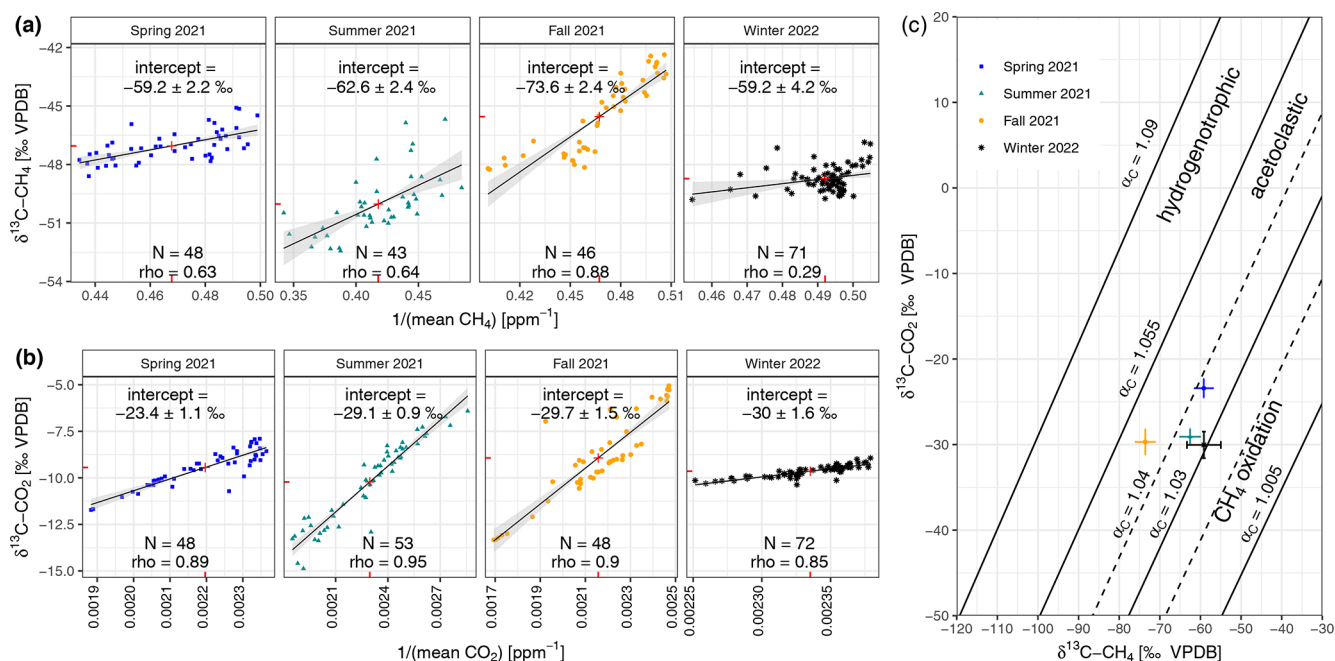 (a)
Spring 2021
Summer 2021
Fall 2021
Winter 2022
intercept =
−59.2 ± 2.2 ‰
intercept =
−62.6 ± 2.4 ‰
intercept =
−73.6 ± 2.4 ‰
intercept =
−59.2 ± 4.2 ‰
N = 48
rho = 0.63
N = 43
rho = 0.64
N = 46
rho = 0.88
N = 71
rho = 0.29
δ¹³C−CH₄ [‰ VPDB]
−42
−45
−48
−51
−54
0.44 0.46 0.48 0.50
0.35 0.40 0.45
0.42 0.45 0.48 0.51
0.46 0.47 0.48 0.49 0.50
1/(mean CH₄) [ppm⁻¹]
(b)
Spring 2021
Summer 2021
Fall 2021
Winter 2022
intercept =
−23.4 ± 1.1 ‰
intercept =
−29.1 ± 0.9 ‰
intercept =
−29.7 ± 1.5 ‰
intercept =
−30 ± 1.6 ‰
N = 48
rho = 0.89
N = 53
rho = 0.95
N = 48
rho = 0.9
N = 72
rho = 0.85
δ¹³C−CO₂ [‰ VPDB]
−5.0
−7.5
−10.0
−12.5
−15.0
0.0019 0.0020 0.0021 0.0022 0.0023
0.0021 0.0024 0.0027
0.0017 0.0019 0.0021 0.0023 0.0025
0.00225 0.00230 0.00235
1/(mean CO₂) [ppm⁻¹]
(c)
Spring 2021
Summer 2021
Fall 2021
Winter 2022
hydrogenotrophic
acetoclastic
CH₄ oxidation
αC = 1.09
αC = 1.055
αC = 1.04
αC = 1.03
αC = 1.005
δ¹³C−CO₂ [‰ VPDB]
20
10
0
−10
−20
−30
−40
−50
−120 −110 −100 −90 −80 −70 −60 −50 −40 −30
δ¹³C−CH₄ [‰ VPDB]